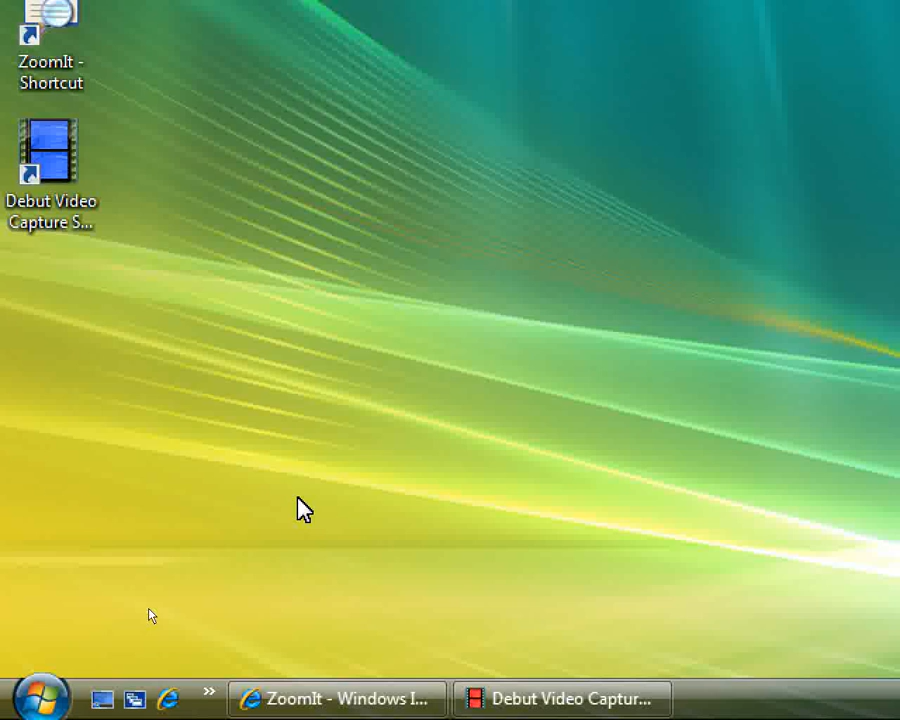 ZoomIt -
Shortcut
Debut Video
Capture S...
»
ZoomIt - Windows I...
Debut Video Captur...